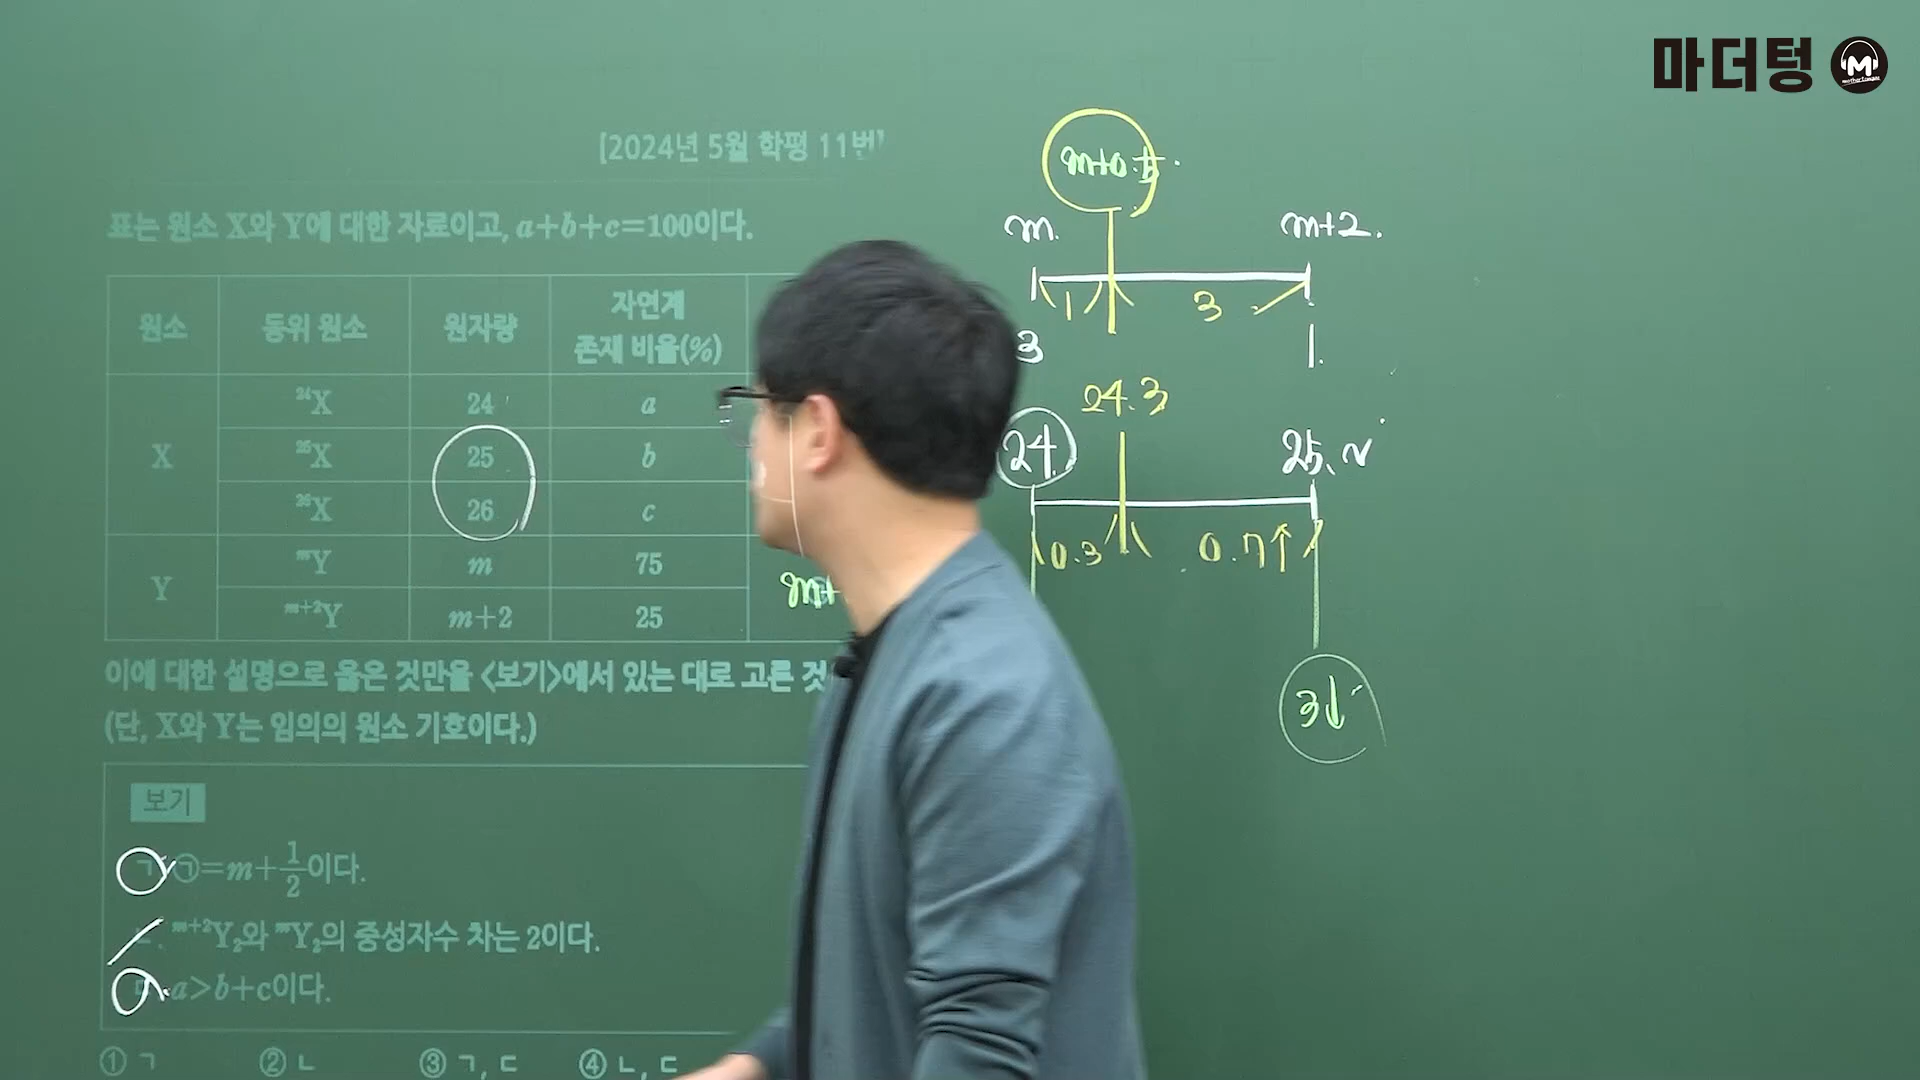 마더텅
[2024년 5월 학평 11번]
표는 원소 X와 Y에 대한 자료이고, a+b+c=100이다.
원소 동위 원소 원자량 자연계 존재 비율(%)
X ²⁴X 24 a
²⁵X 25 b
²⁶X 26 c
Y ᵐY m 75
ᵐ⁺²Y m+2 25
m+
이에 대한 설명으로 옳은 것만을 <보기>에서 있는 대로 고른
(단, X와 Y는 임의의 원소 기호이다.)
보기
ㄱ. ㉠=m+1/2이다.
ㄴ. ᵐ⁺²Y₂와 ᵐY₂의 중성자수 차는 2이다.
ㄷ. a>b+c이다.
① ㄱ ② ㄴ ③ ㄱ, ㄷ ④ ㄴ, ㄷ
m+0.5
m. m+2.
1 3
3 1.
24.3
24. 25.
0.3 0.7↑
3↓